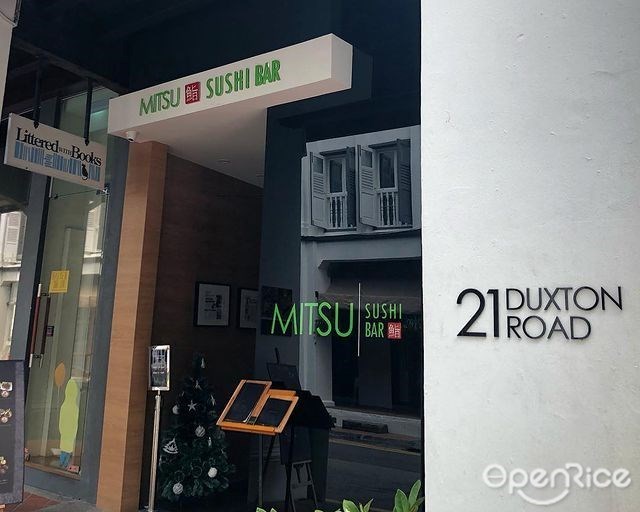 MITSU 鮨 SUSHI BAR
Littered with Books
MITSU SUSHI
BAR 鮨
21 DUXTON
ROAD
OPENRICE